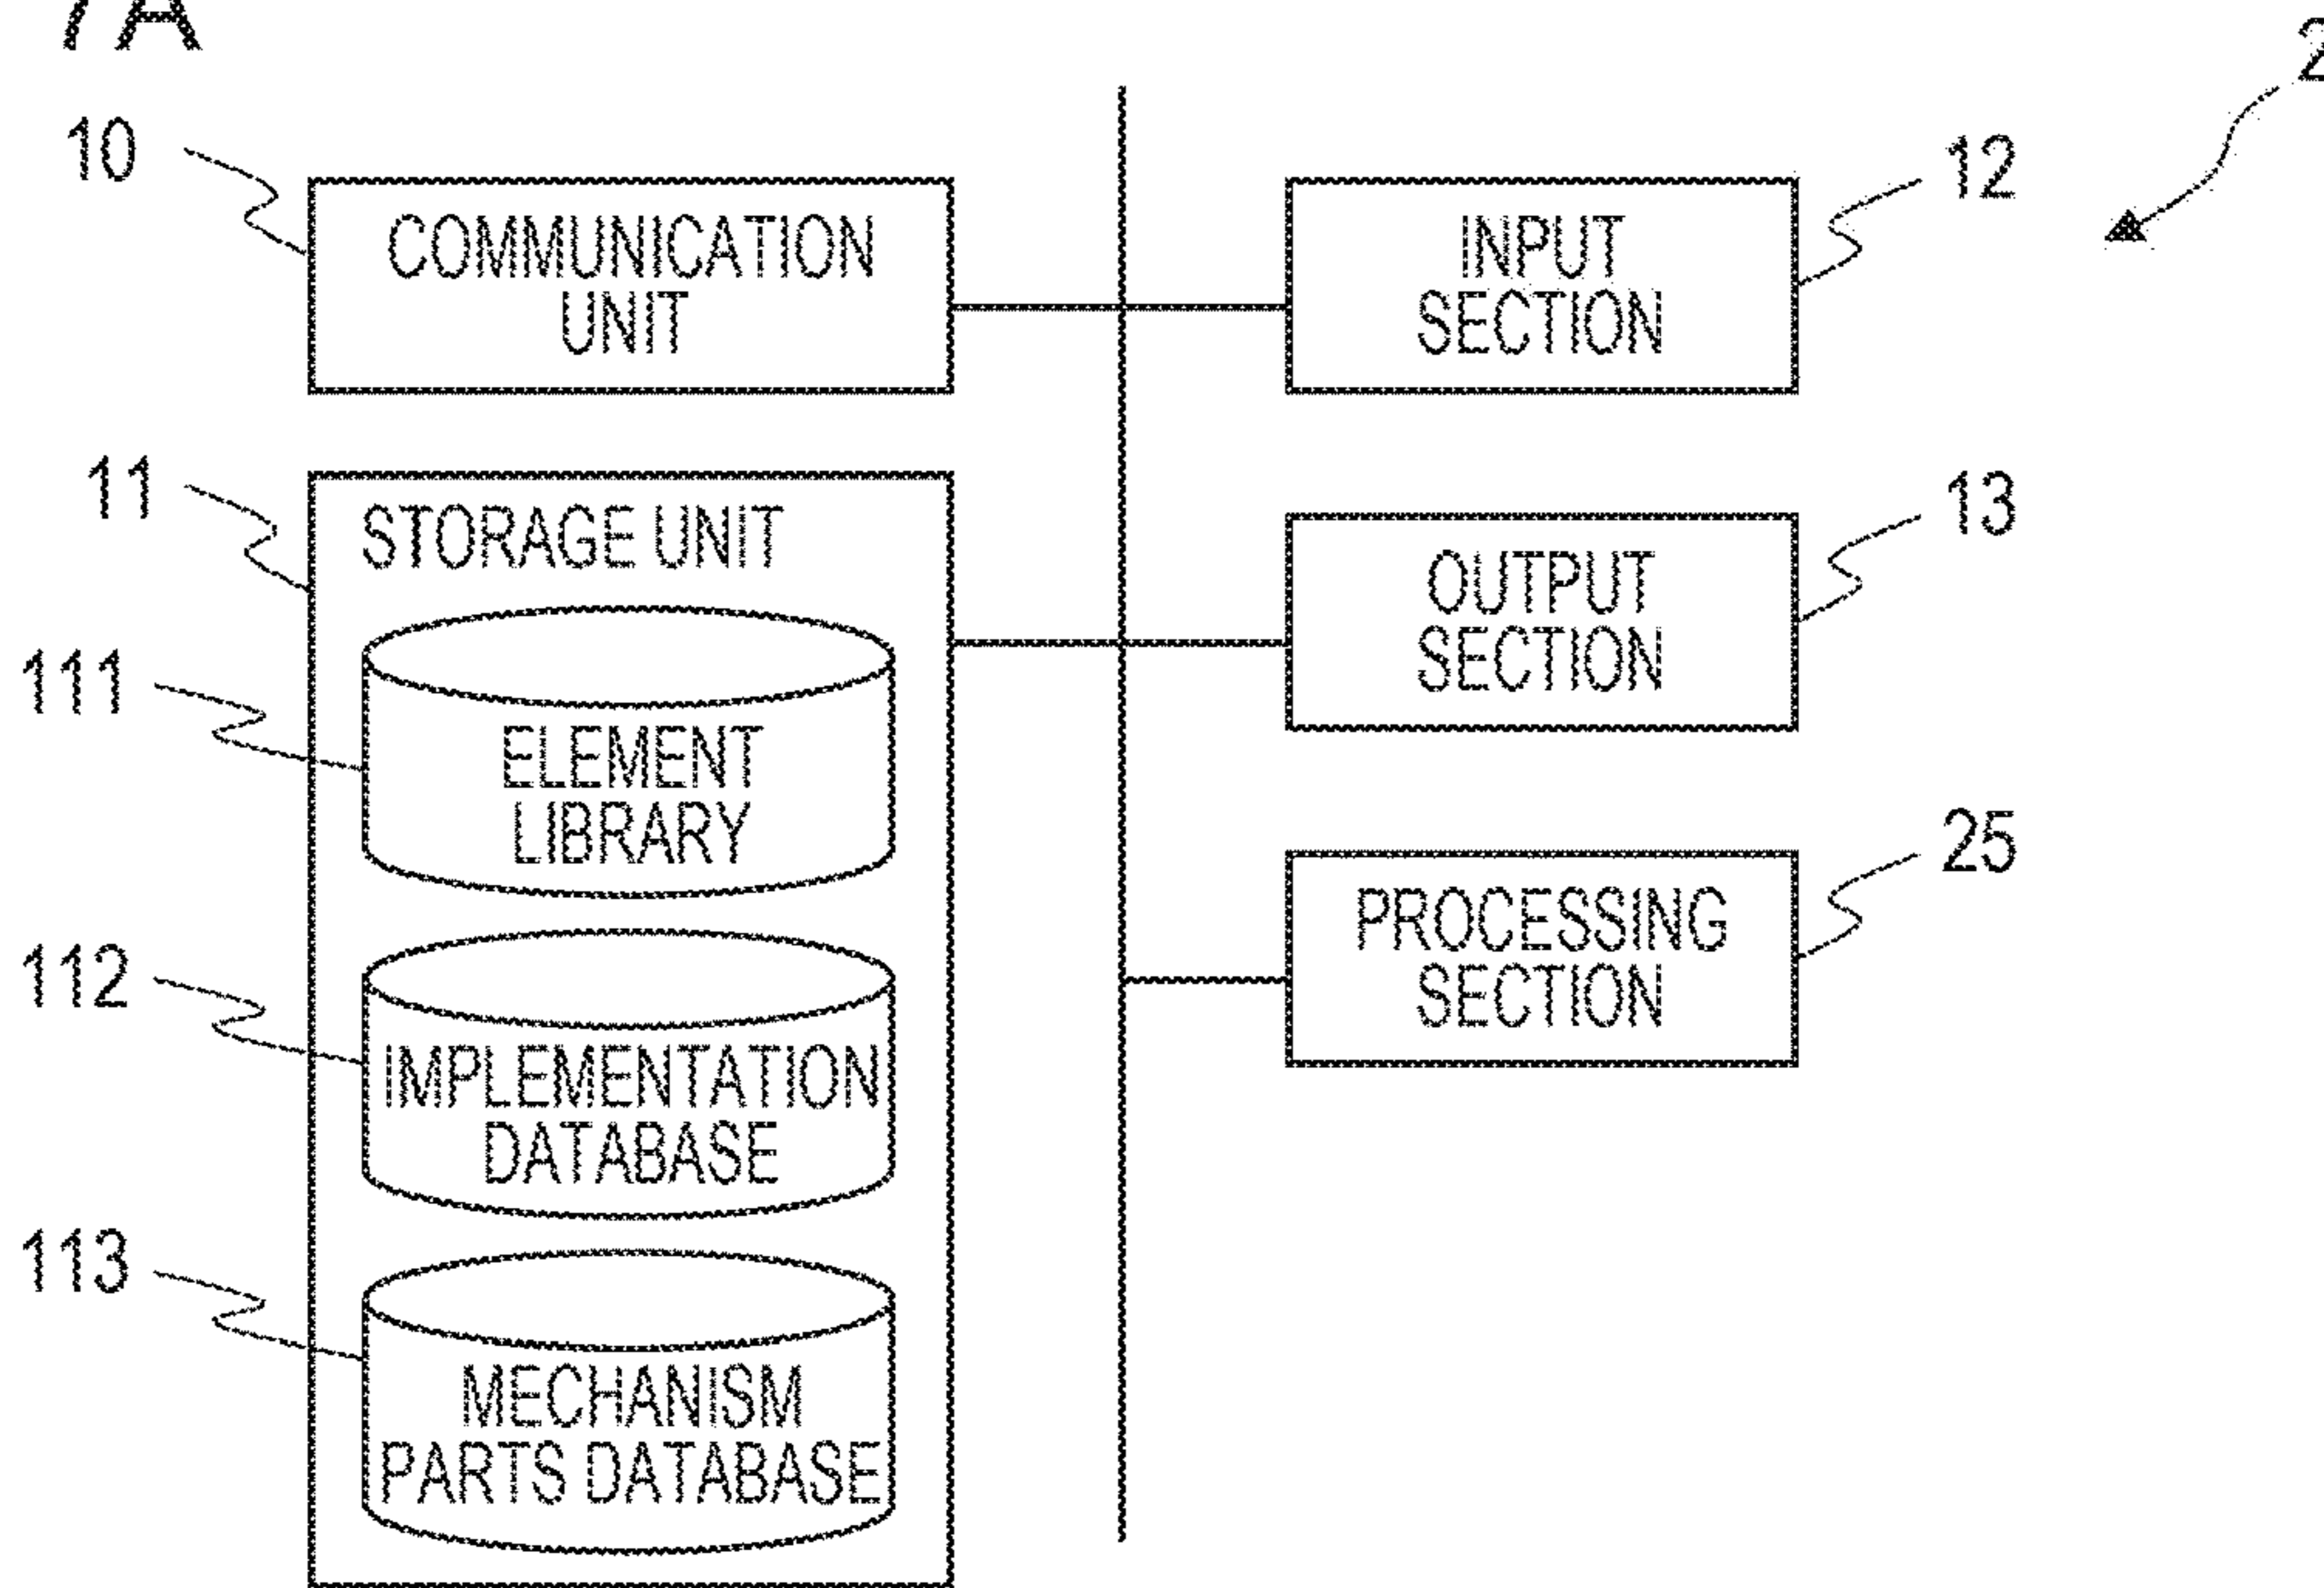 7A
2
10
COMMUNICATION
UNIT
INPUT
SECTION
12
11
STORAGE UNIT
OUTPUT
SECTION
13
111
ELEMENT
LIBRARY
PROCESSING
SECTION
25
112
IMPLEMENTATION
DATABASE
113
MECHANISM
PARTS DATABASE